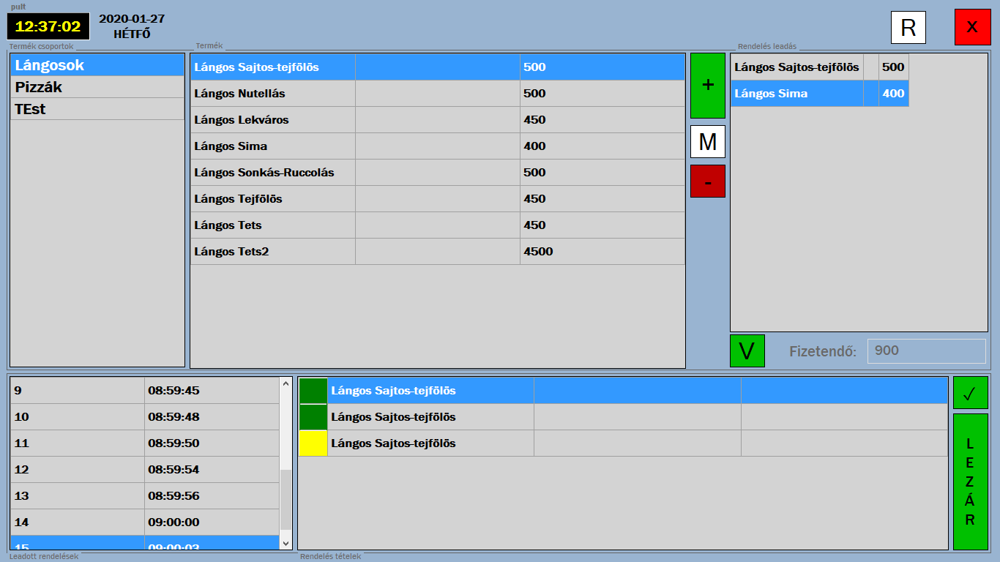 pult
12:37:02
2020-01-27
HÉTFŐ
R
X
Termék csoportok
Termék
Rendelés leadás
Lángosok
Pizzák
TEst
Lángos Sajtos-tejfölös 500
Lángos Nutellás 500
Lángos Lekváros 450
Lángos Sima 400
Lángos Sonkás-Ruccolás 500
Lángos Tejfölös 450
Lángos Tets 450
Lángos Tets2 4500
+
M
-
Lángos Sajtos-tejfölös 500
Lángos Sima 400
V
Fizetendő: 900
9 08:59:45
10 08:59:48
11 08:59:50
12 08:59:54
13 08:59:56
14 09:00:00
15 09:00:03
Lángos Sajtos-tejfölös
Lángos Sajtos-tejfölös
Lángos Sajtos-tejfölös
✓
L
E
Z
Á
R
Leadott rendelések
Rendelés tételek